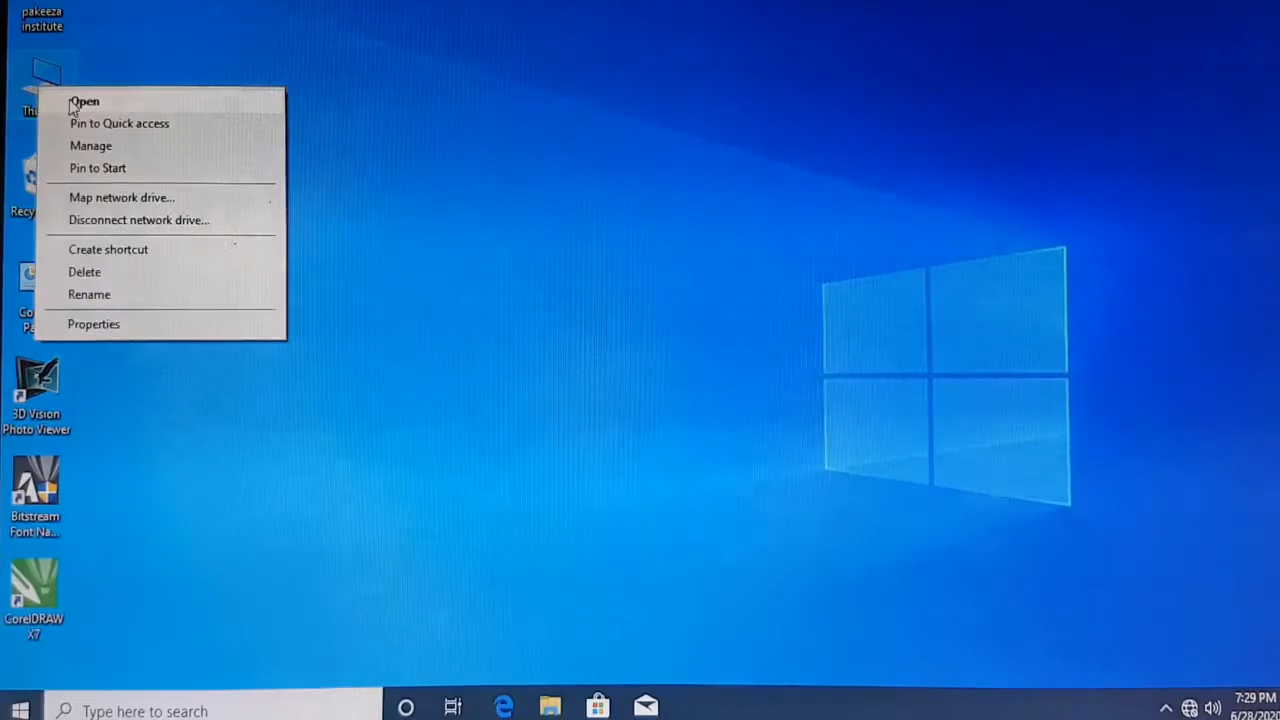 pakeeza
institute
Open
Pin to Quick access
Manage
Pin to Start
Map network drive...
Disconnect network drive...
Create shortcut
Delete
Rename
Properties
3D Vision
Photo Viewer
Bitstream
Font Na...
CorelDRAW
X7
Type here to search
7:29 PM